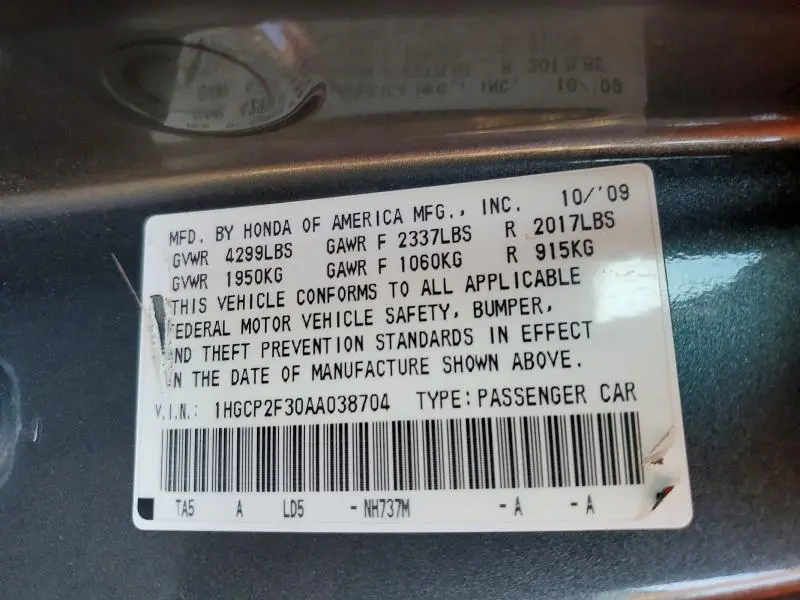 MFD. BY HONDA OF AMERICA MFG., INC. 10/'09
GVWR 4299LBS GAWR F 2337LBS R 2017LBS
GVWR 1950KG GAWR F 1060KG R 915KG
THIS VEHICLE CONFORMS TO ALL APPLICABLE
FEDERAL MOTOR VEHICLE SAFETY, BUMPER,
AND THEFT PREVENTION STANDARDS IN EFFECT
ON THE DATE OF MANUFACTURE SHOWN ABOVE.
V.I.N.: 1HGCP2F30AA038704 TYPE: PASSENGER CAR
TA5 A LD5 - NH737M - A - A